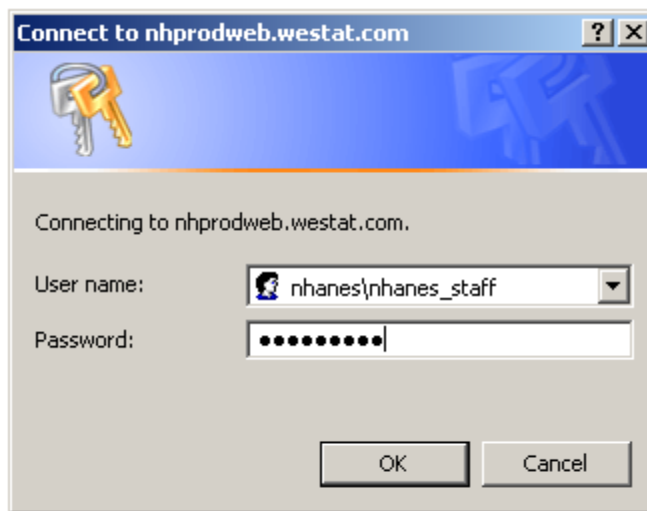 Connect to nhprodweb.westat.com
Connecting to nhprodweb.westat.com.
User name: nhanes\nhanes_staff
Password: ●●●●●●●●●
OK Cancel